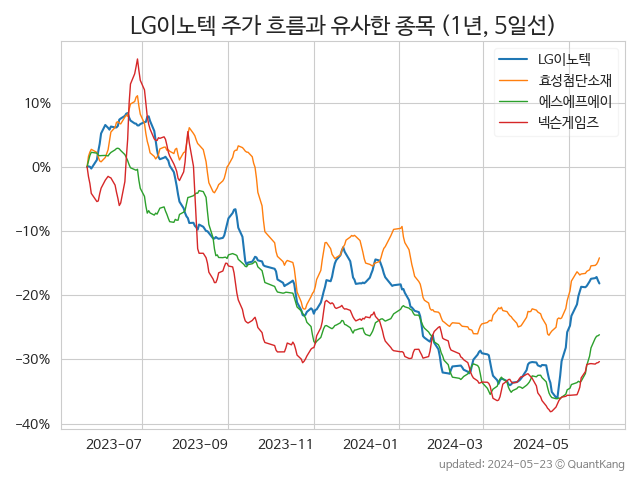 LG이노텍 주가 흐름과 유사한 종목 (1년, 5일선)
LG이노텍
효성첨단소재
에스에프에이
넥슨게임즈
10%
0%
−10%
−20%
−30%
−40%
2023-07
2023-09
2023-11
2024-01
2024-03
2024-05
updated: 2024-05-23 © QuantKang